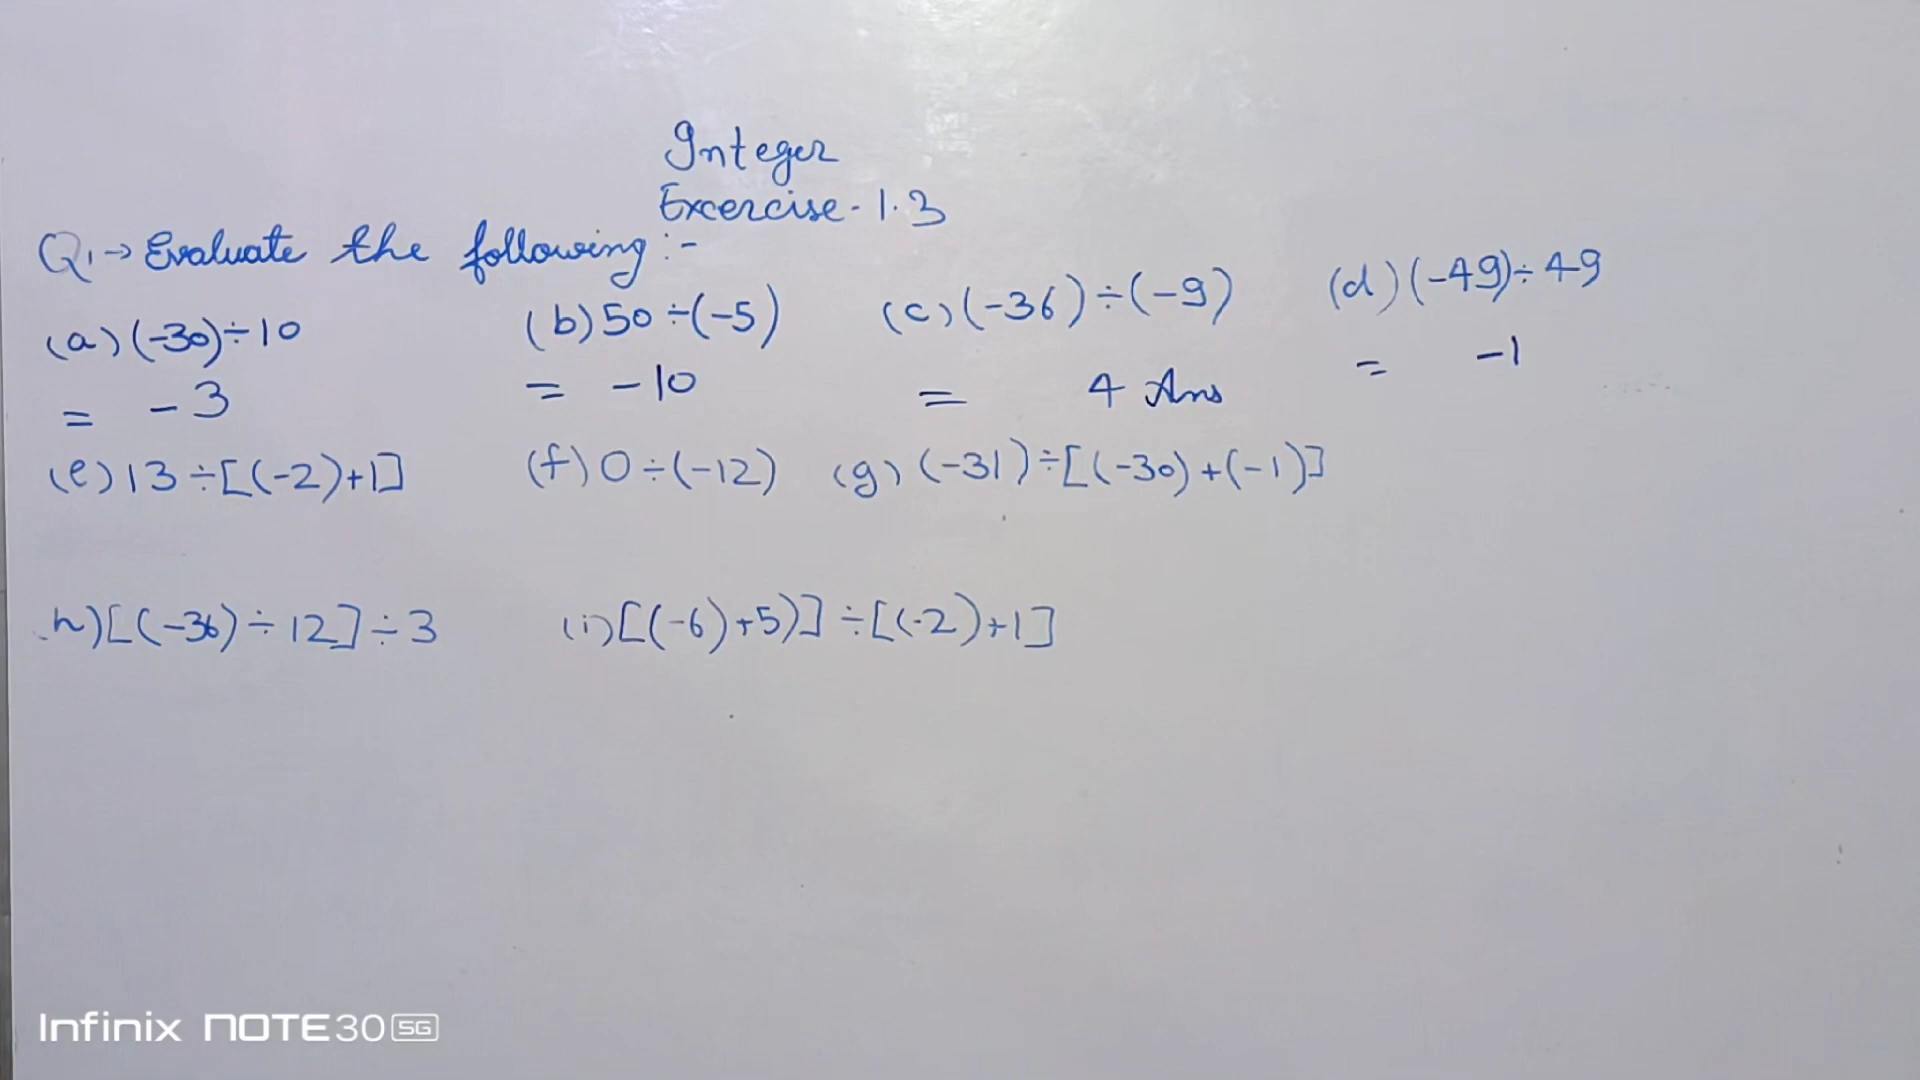 Integer
Excercise - 1.3
Q1→ Evaluate the following :-
(a) (-30)÷10 (b) 50÷(-5) (c) (-36)÷(-9) (d) (-49)÷49
= -3 = -10 = 4 Ans = -1
(e) 13÷[(-2)+1] (f) 0÷(-12) (g) (-31)÷[(-30)+(-1)]
h) [(-36)÷12]÷3 (i) [(-6)+5)]÷[(-2)+1]
Infinix NOTE 30 5G